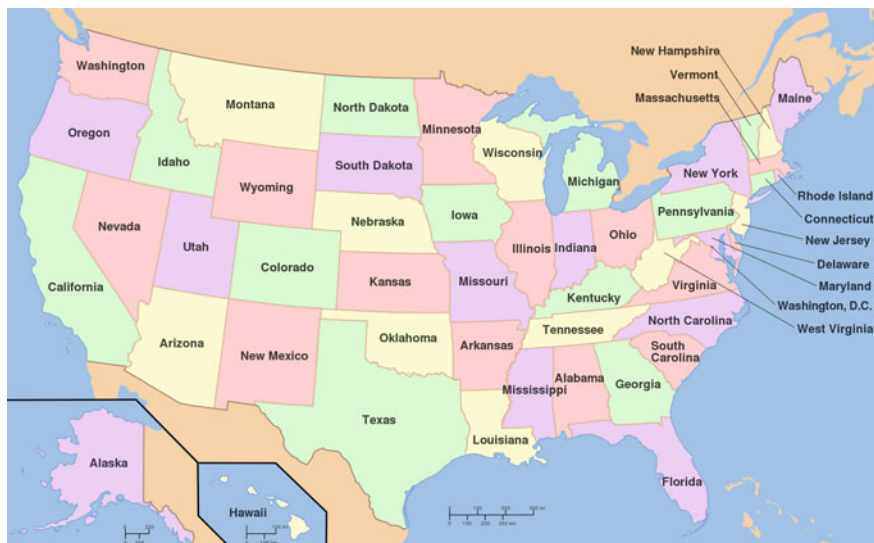 New Hampshire
Vermont
Massachusetts
Washington
Montana
North Dakota
Minnesota
Maine
Oregon
Idaho
Wisconsin
South Dakota
Michigan
New York
Wyoming
Rhode Island
Pennsylvania
Connecticut
Nebraska
Iowa
Nevada
Ohio
New Jersey
Utah
Illinois
Indiana
Colorado
Delaware
California
Kansas
Missouri
Virginia
Maryland
Kentucky
Washington, D.C.
North Carolina
West Virginia
Tennessee
Oklahoma
Arizona
Arkansas
South
Carolina
New Mexico
Alabama
Georgia
Mississippi
Texas
Louisiana
Alaska
Florida
Hawaii